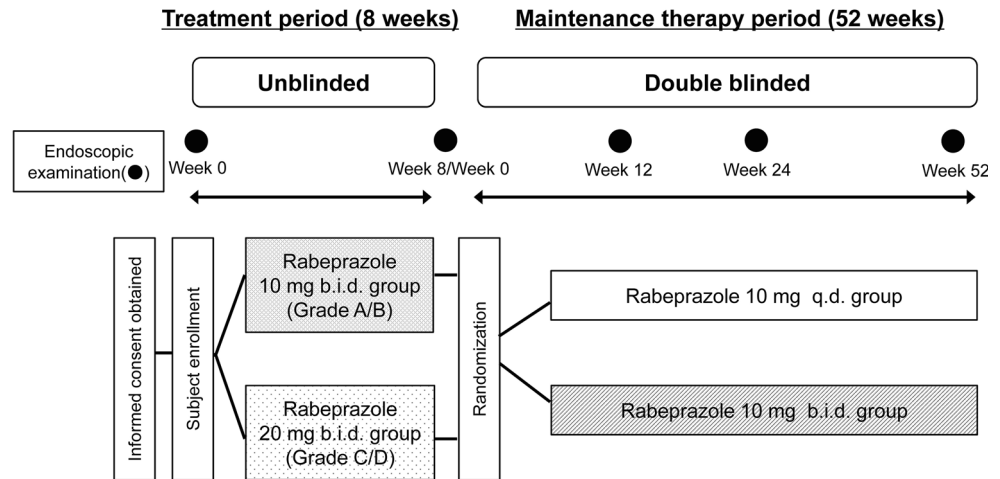 Treatment period (8 weeks)
Maintenance therapy period (52 weeks)
Unblinded
Double blinded
Endoscopic
examination(●)
Week 0
Week 8/Week 0
Week 12
Week 24
Week 52
Informed consent obtained
Subject enrollment
Rabeprazole
10 mg b.i.d. group
(Grade A/B)
Rabeprazole
20 mg b.i.d. group
(Grade C/D)
Randomization
Rabeprazole 10 mg q.d. group
Rabeprazole 10 mg b.i.d. group